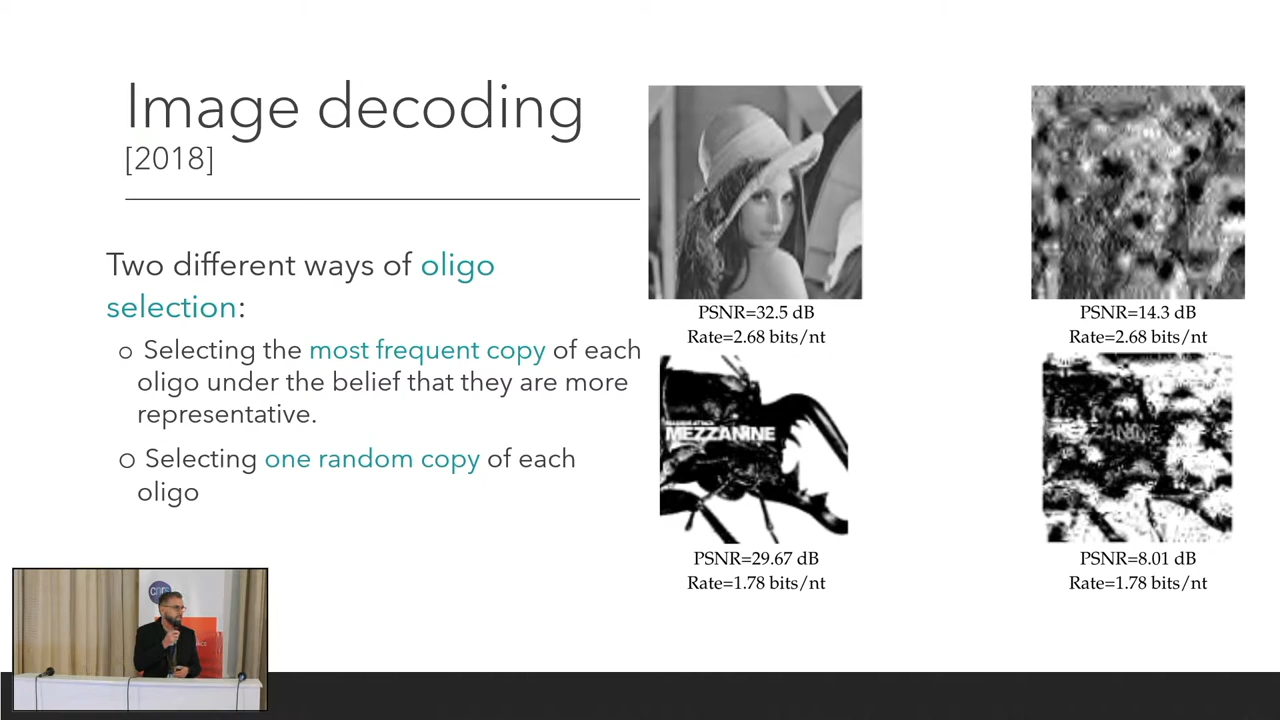 Image decoding
[2018]
Two different ways of oligo
selection:
○ Selecting the most frequent copy of each
oligo under the belief that they are more
representative.
○ Selecting one random copy of each
oligo
PSNR=32.5 dB
Rate=2.68 bits/nt
PSNR=14.3 dB
Rate=2.68 bits/nt
MEZZANINE
PSNR=29.67 dB
Rate=1.78 bits/nt
MEZZANINE
PSNR=8.01 dB
Rate=1.78 bits/nt